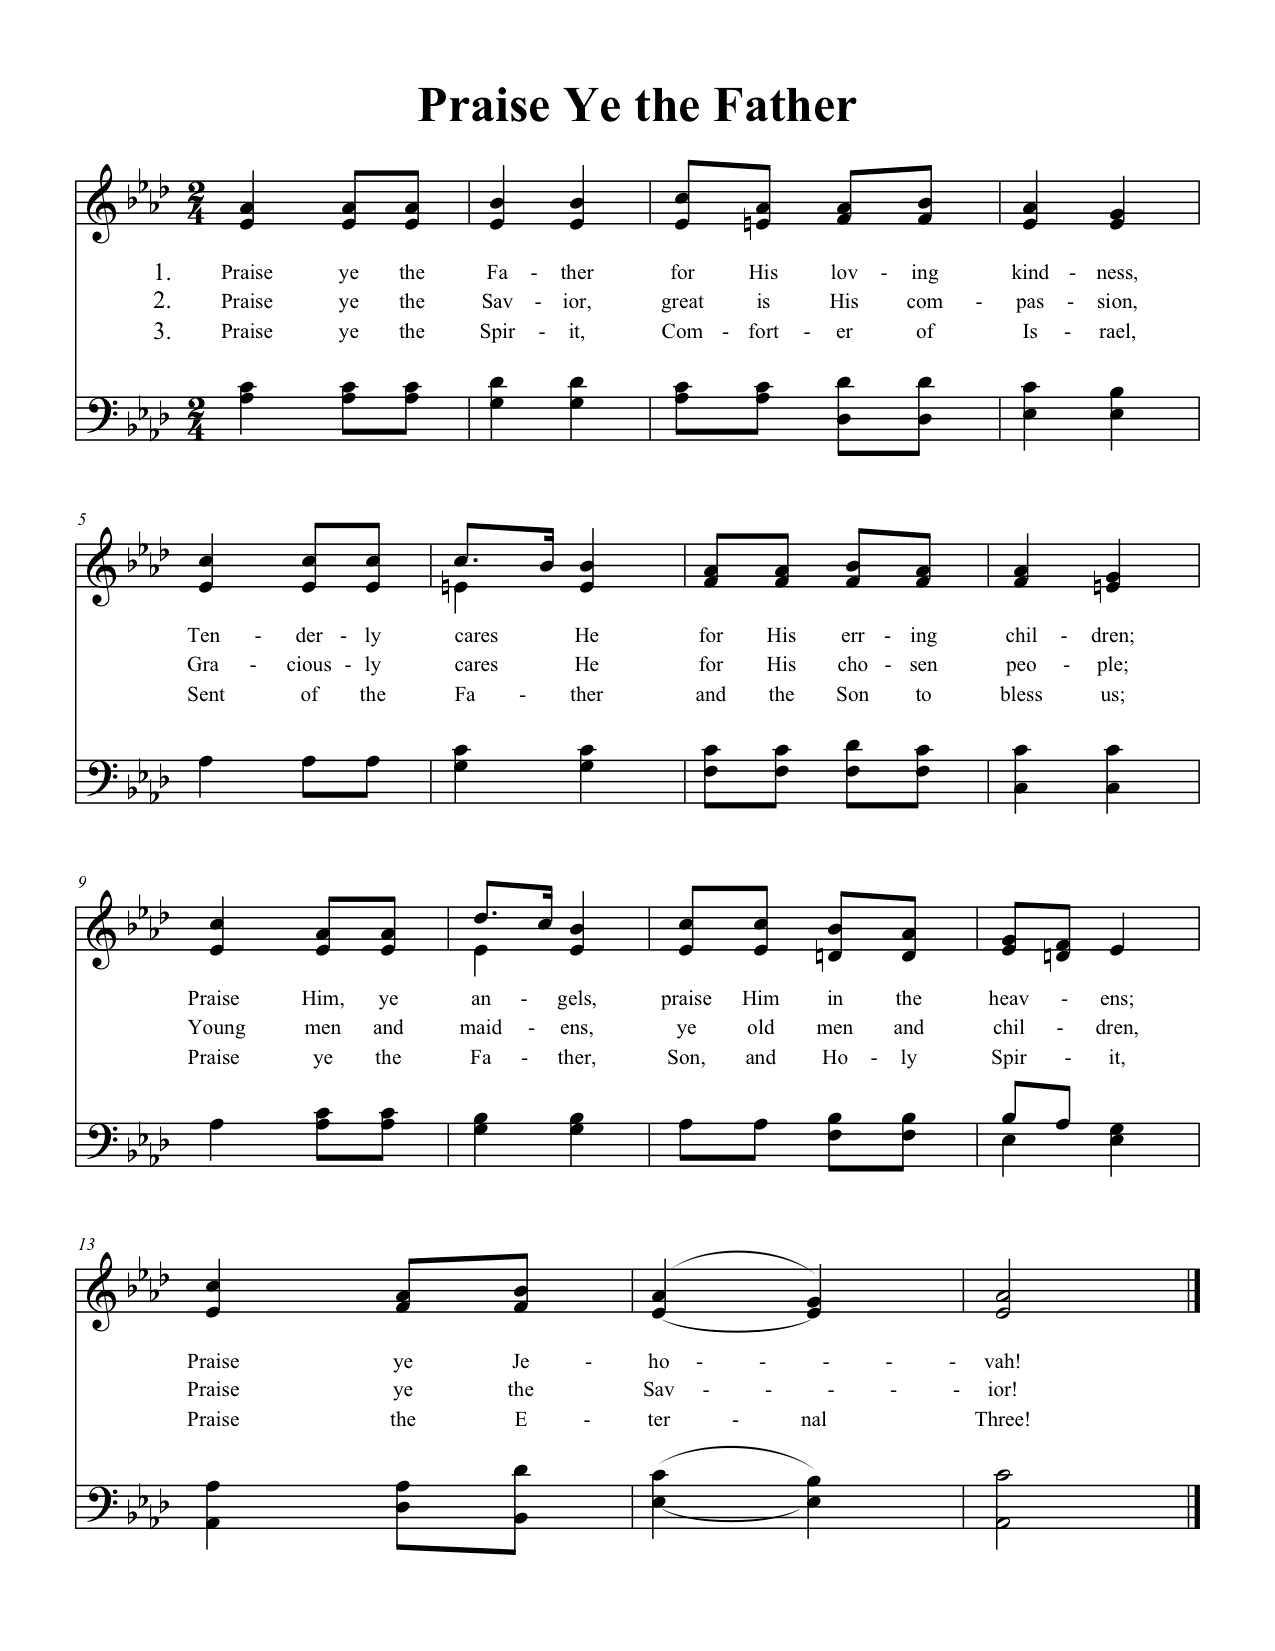 Praise Ye the Father
2
4
1. Praise ye the Fa - ther for His lov - ing kind - ness,
2. Praise ye the Sav - ior, great is His com - pas - sion,
3. Praise ye the Spir - it, Com - fort - er of Is - rael,
2
4
5
Ten - der - ly cares He for His err - ing chil - dren;
Gra - cious - ly cares He for His cho - sen peo - ple;
Sent of the Fa - ther and the Son to bless us;
9
Praise Him, ye an - gels, praise Him in the heav - ens;
Young men and maid - ens, ye old men and chil - dren,
Praise ye the Fa - ther, Son, and Ho - ly Spir - it,
13
Praise ye Je - ho - - - - - vah!
Praise ye the Sav - - - - - ior!
Praise the E - ter - nal Three!